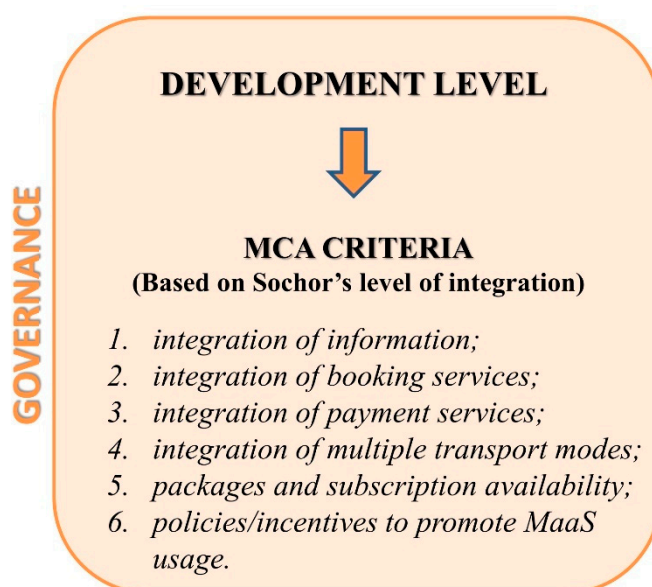 GOVERNANCE
DEVELOPMENT LEVEL
MCA CRITERIA
(Based on Sochor’s level of integration)
1. integration of information;
2. integration of booking services;
3. integration of payment services;
4. integration of multiple transport modes;
5. packages and subscription availability;
6. policies/incentives to promote MaaS
usage.